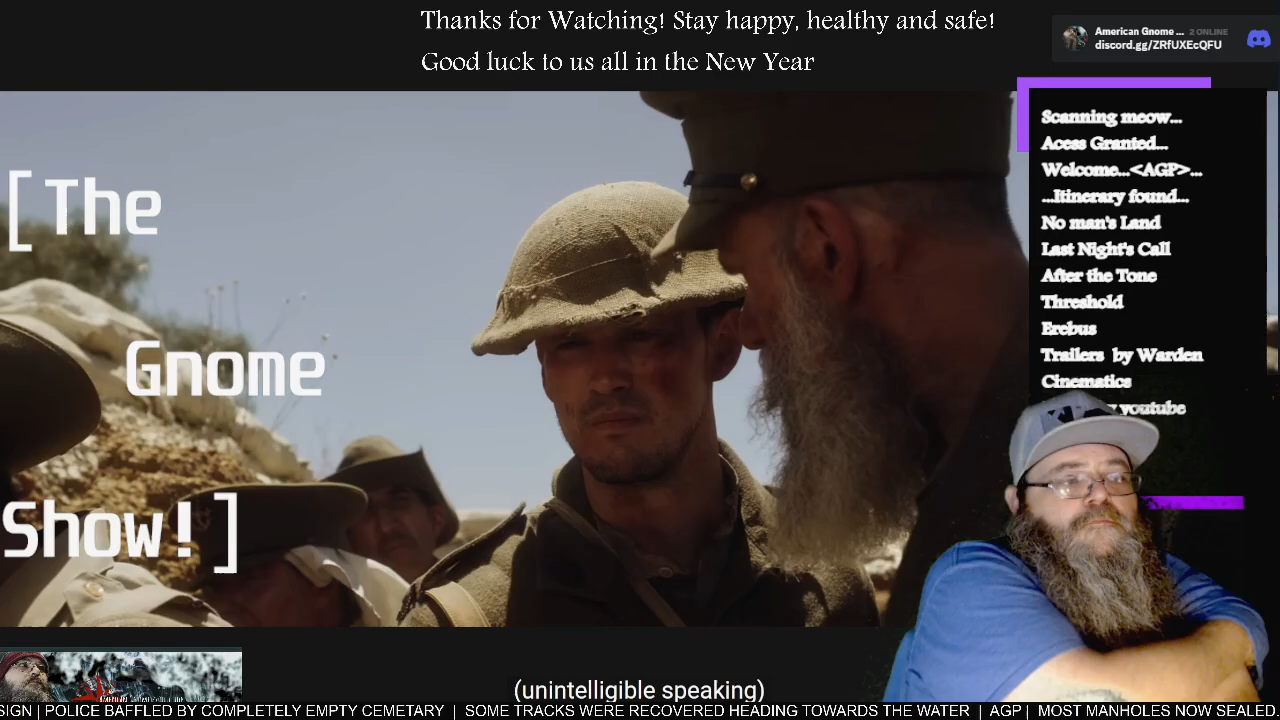 Thanks for Watching! Stay happy, healthy and safe!
Good luck to us all in the New Year
American Gnome ... 2 ONLINE
discord.gg/ZRfUXEcQFU
Scanning meow...
Acess Granted...
Welcome...<AGP>...
...Itinerary found...
No man's Land
Last Night's Call
After the Tone
Threshold
Erebus
Trailers by Warden
Cinematics
youtube
[The
Gnome
Show!]
(unintelligible speaking)
SIGN | POLICE BAFFLED BY COMPLETELY EMPTY CEMETARY | SOME TRACKS WERE RECOVERED HEADING TOWARDS THE WATER | AGP | MOST MANHOLES NOW SEALED